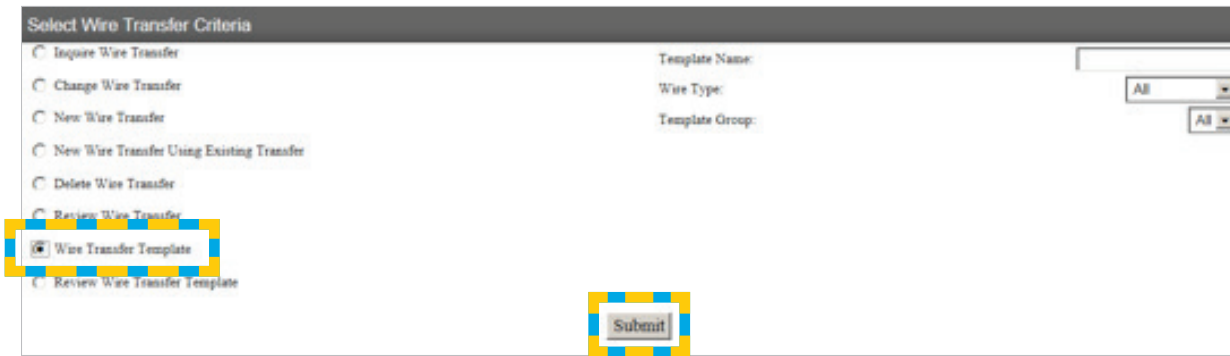 Select Wire Transfer Criteria
Inquire Wire Transfer
Change Wire Transfer
New Wire Transfer
New Wire Transfer Using Existing Transfer
Delete Wire Transfer
Review Wire Transfer
Wire Transfer Template
Review Wire Transfer Template
Template Name:
Wire Type: All
Template Group: All
Submit